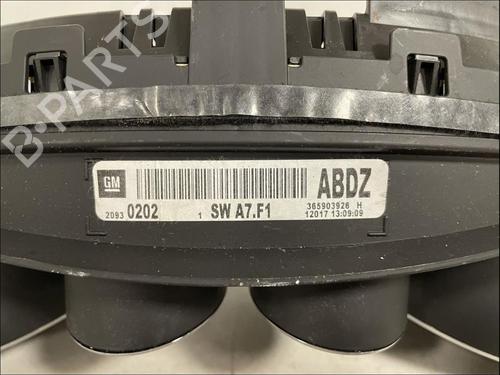 B-PARTS
GM
ABDZ
2093 0202 1 SW A7.F1
365903926 H
12017 13:09:09